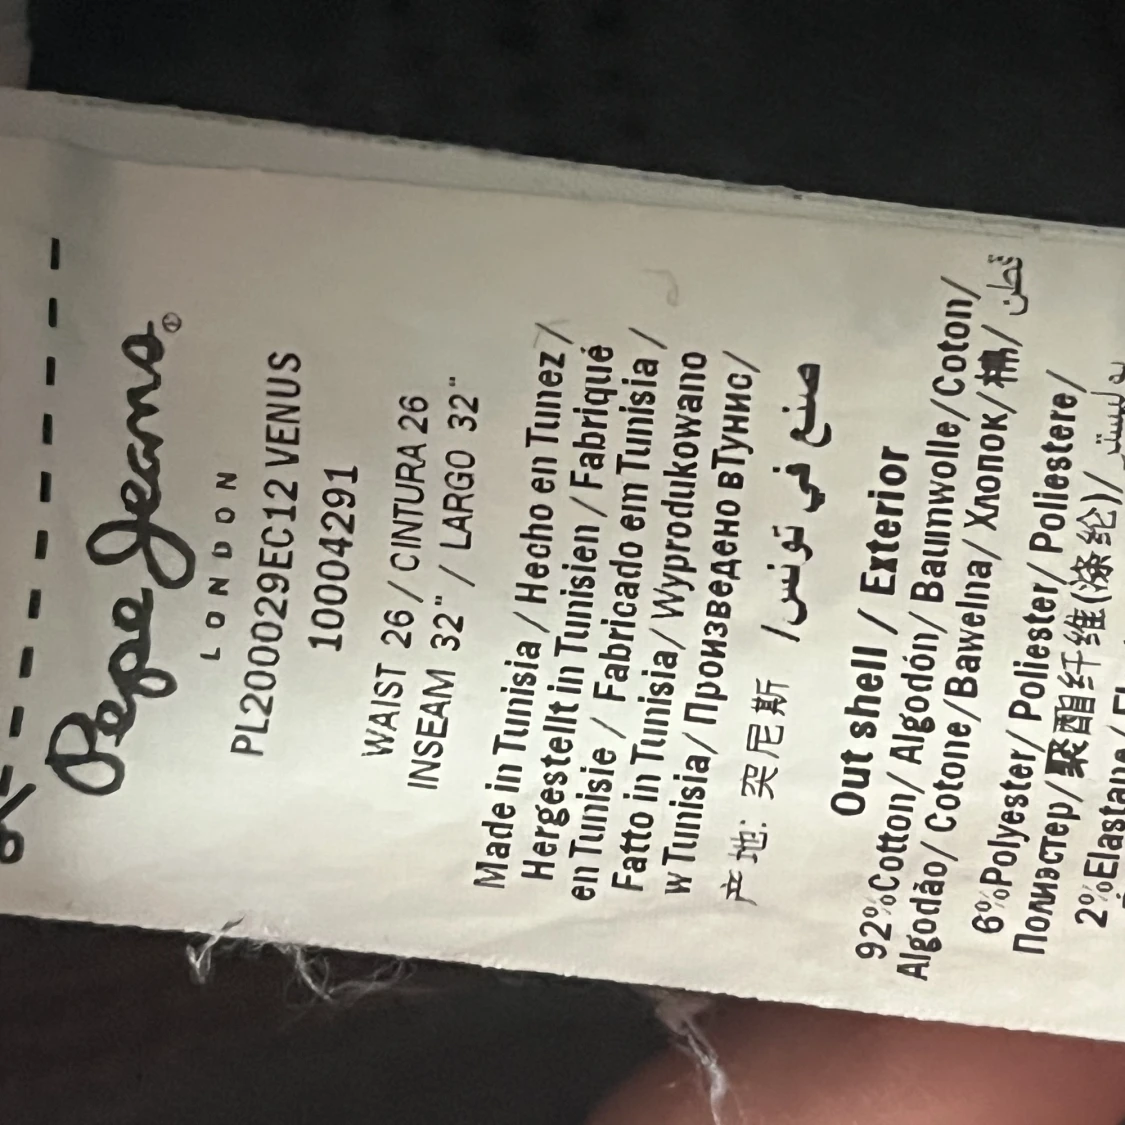 Pepe Jeans®
LONDON
PL200029EC12 VENUS
10004291
WAIST 26 / CINTURA 26
INSEAM 32" / LARGO 32"
Made in Tunisia / Hecho en Tunez /
Hergestellt in Tunisien / Fabriqué
en Tunisie / Fabricado em Tunisia /
Fatto in Tunisia / Wyprodukowano
w Tunisia / Произведено вТунис/
产地: 突尼斯 / صنع في تونس
Out shell / Exterior
92%Cotton/ Algodón/ Baumwolle/Coton/
Algodão/ Cotone/Bawelna/ Хлопок/棉/ قطن
6%Polyester/ Poliester/ Poliestere/
Полиэстер/聚酯纤维(涤纶)/
2%Elastane /